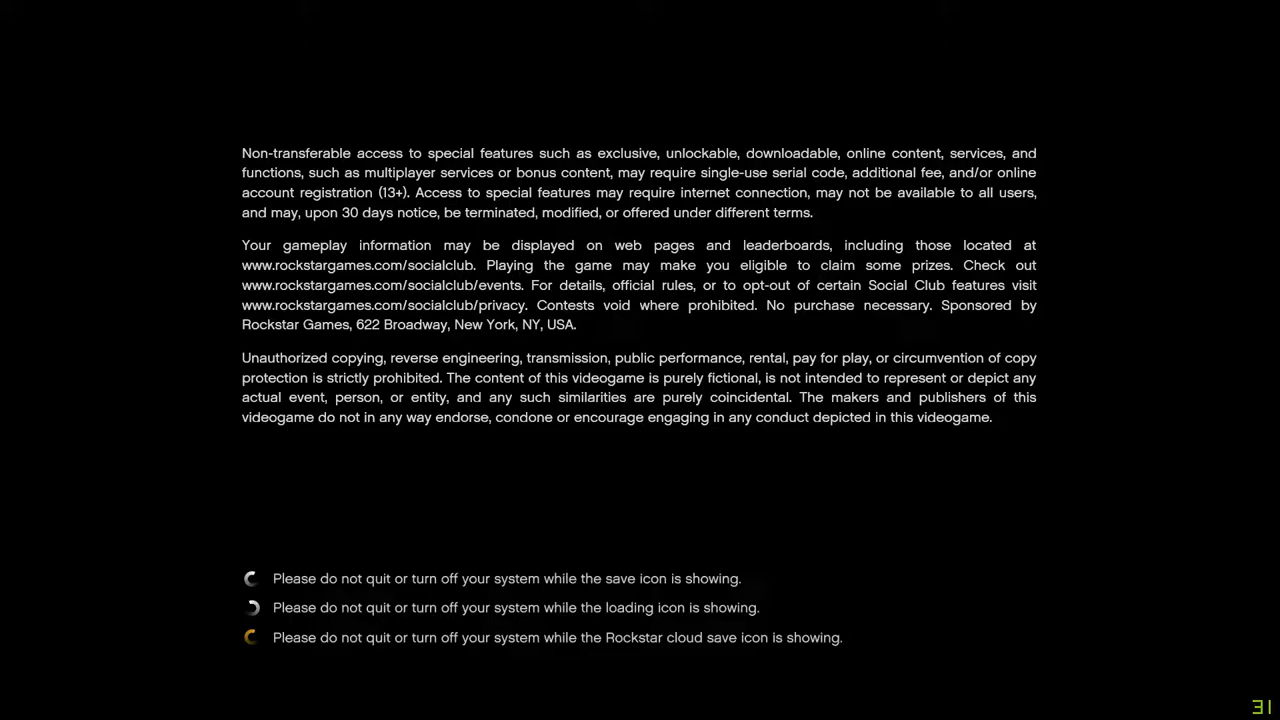 Non-transferable access to special features such as exclusive, unlockable, downloadable, online content, services, and
functions, such as multiplayer services or bonus content, may require single-use serial code, additional fee, and/or online
account registration (13+). Access to special features may require internet connection, may not be available to all users,
and may, upon 30 days notice, be terminated, modified, or offered under different terms.
Your gameplay information may be displayed on web pages and leaderboards, including those located at
www.rockstargames.com/socialclub. Playing the game may make you eligible to claim some prizes. Check out
www.rockstargames.com/socialclub/events. For details, official rules, or to opt-out of certain Social Club features visit
www.rockstargames.com/socialclub/privacy. Contests void where prohibited. No purchase necessary. Sponsored by
Rockstar Games, 622 Broadway, New York, NY, USA.
Unauthorized copying, reverse engineering, transmission, public performance, rental, pay for play, or circumvention of copy
protection is strictly prohibited. The content of this videogame is purely fictional, is not intended to represent or depict any
actual event, person, or entity, and any such similarities are purely coincidental. The makers and publishers of this
videogame do not in any way endorse, condone or encourage engaging in any conduct depicted in this videogame.
Please do not quit or turn off your system while the save icon is showing.
Please do not quit or turn off your system while the loading icon is showing.
Please do not quit or turn off your system while the Rockstar cloud save icon is showing.
31